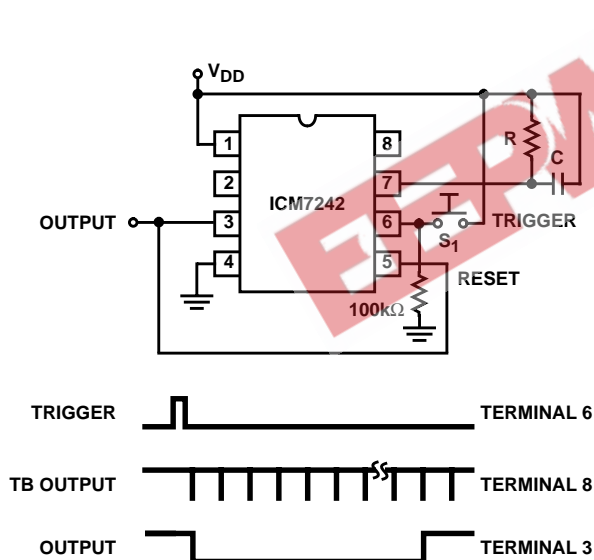 VDD
1
8
R
2
7
C
ICM7242
OUTPUT
3
6
S1
TRIGGER
4
5
RESET
100kΩ
TRIGGER
TERMINAL 6
TB OUTPUT
TERMINAL 8
OUTPUT
TERMINAL 3